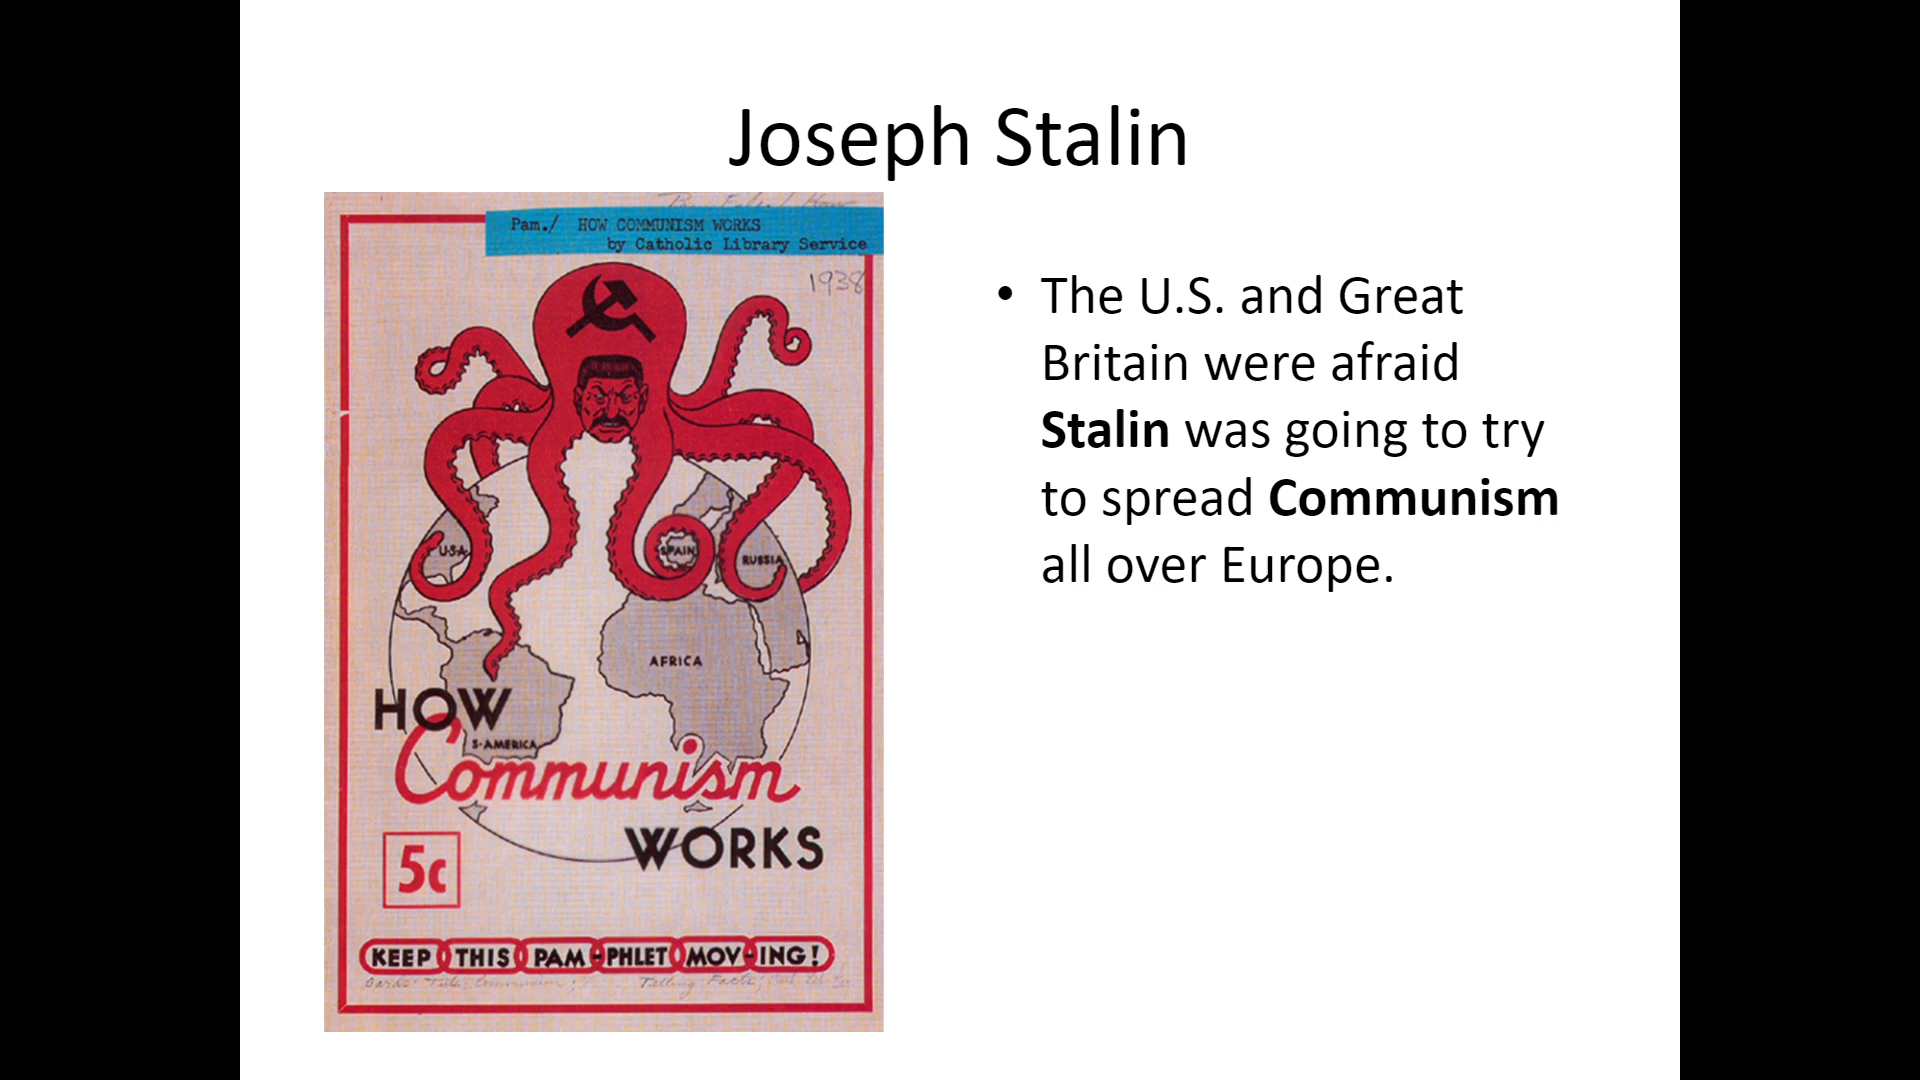 Joseph Stalin
Pam./ HOW COMMUNISM WORKS
by Catholic Library Service
1938
U·S·A·
SPAIN
RUSSIA
AFRICA
S·AMERICA
HOW
Communism
WORKS
5c
KEEP THIS PAM-PHLET MOV-ING!
• The U.S. and Great
Britain were afraid
Stalin was going to try
to spread Communism
all over Europe.